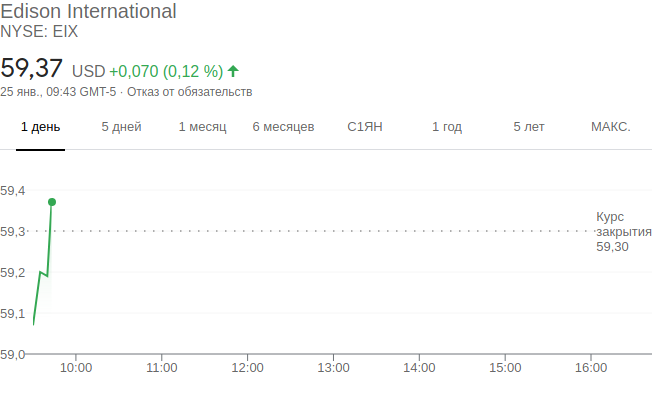 Edison International
NYSE: EIX
59,37 USD +0,070 (0,12 %)
25 янв., 09:43 GMT-5 · Отказ от обязательств
1 день 5 дней 1 месяц 6 месяцев С1ЯН 1 год 5 лет МАКС.
59,4
Курс
59,3 закрытия
59,30
59,2
59,1
59,0
10:00 11:00 12:00 13:00 14:00 15:00 16:00